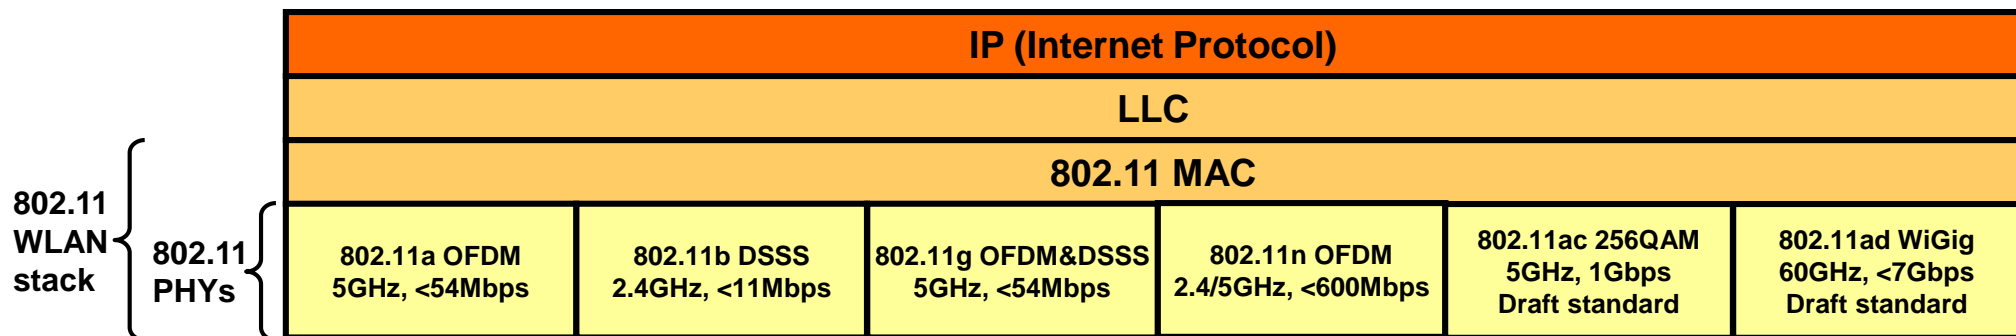 IP (Internet Protocol)
LLC
802.11 MAC
802.11
WLAN
stack
802.11
PHYs
802.11a OFDM
5GHz, <54Mbps
802.11b DSSS
2.4GHz, <11Mbps
802.11g OFDM&DSSS
5GHz, <54Mbps
802.11n OFDM
2.4/5GHz, <600Mbps
802.11ac 256QAM
5GHz, 1Gbps
Draft standard
802.11ad WiGig
60GHz, <7Gbps
Draft standard